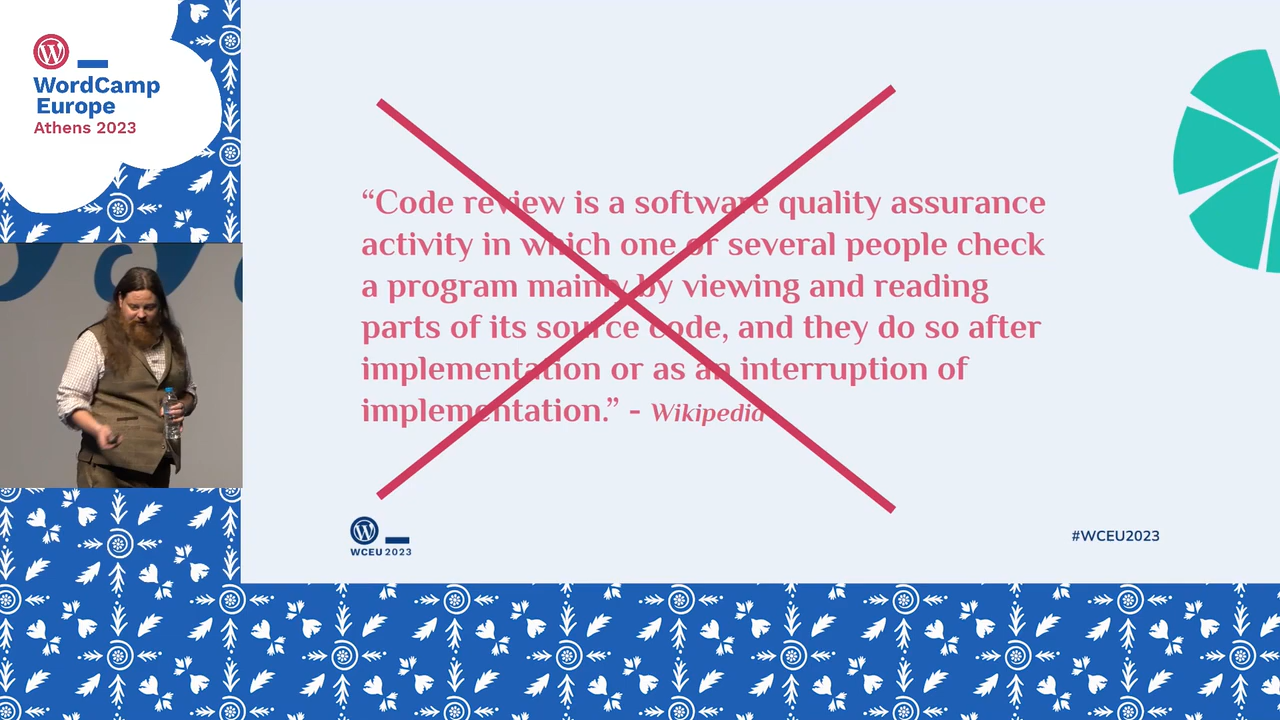 WordCamp
Europe
Athens 2023
“Code review is a software quality assurance
activity in which one or several people check
a program mainly by viewing and reading
parts of its source code, and they do so after
implementation or as an interruption of
implementation.” - Wikipedia
WCEU 2023
#WCEU2023